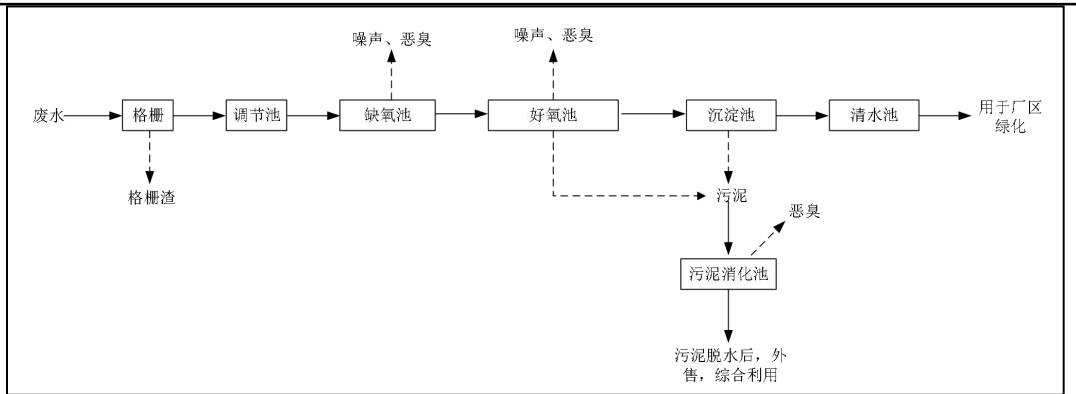 噪声、恶臭
噪声、恶臭
废水
格栅
调节池
缺氧池
好氧池
沉淀池
清水池
用于厂区
绿化
格栅渣
污泥
恶臭
污泥消化池
污泥脱水后，外
售，综合利用